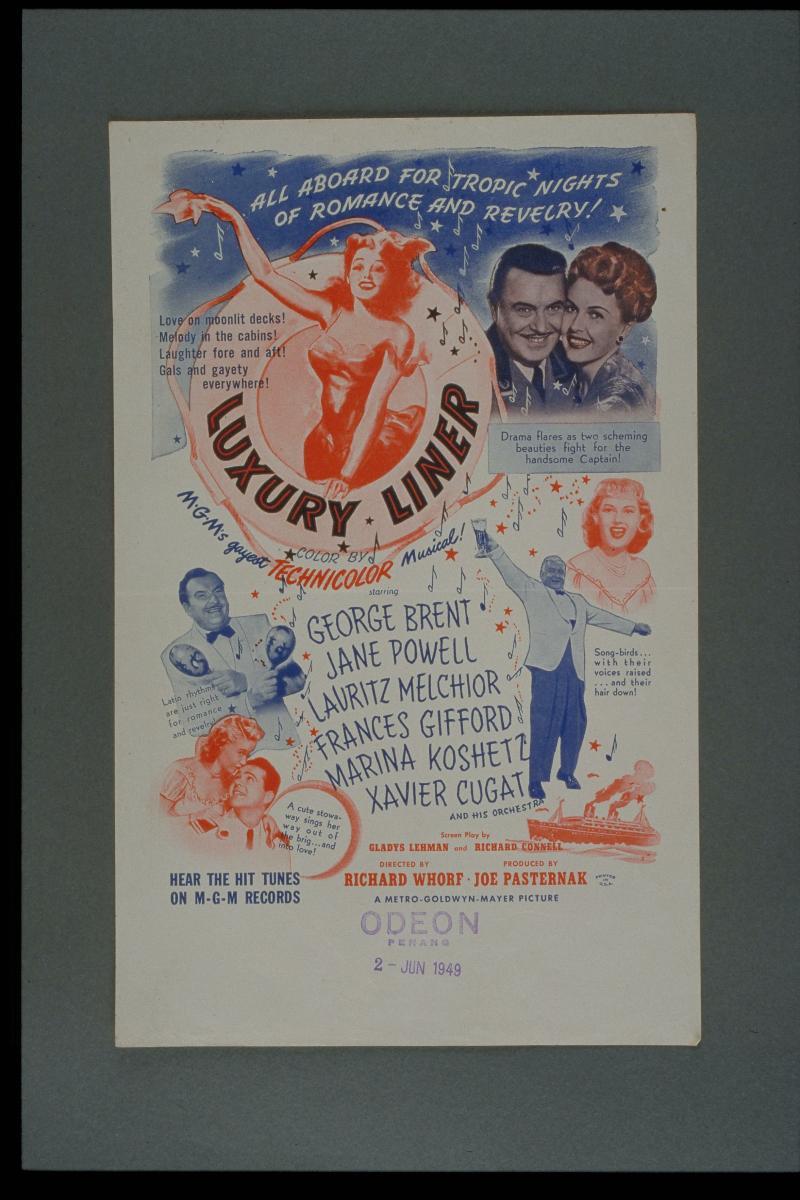 ALL ABOARD FOR TROPIC NIGHTS
OF ROMANCE AND REVELRY!
Love on moonlit decks!
Melody in the cabins!
Laughter fore and aft!
Gals and gayety
everywhere!
LUXURY LINER
Drama flares as two scheming
beauties fight for the
handsome Captain!
M-G-M's gayest
COLOR BY
TECHNICOLOR
Musical!
starring
GEORGE BRENT
JANE POWELL
LAURITZ MELCHIOR
FRANCES GIFFORD
MARINA KOSHETZ
XAVIER CUGAT
AND HIS ORCHESTRA
Latin rhythms
are just right
for romance
and revelry!
Song-birds...
with their
voices raised
...and their
hair down!
A cute stowa-
way sings her
way out of
the brig...and
into love!
Screen Play by
GLADYS LEHMAN and RICHARD CONNELL
DIRECTED BY
PRODUCED BY
RICHARD WHORF · JOE PASTERNAK
PRINTED
IN
U.S.A.
A METRO-GOLDWYN-MAYER PICTURE
HEAR THE HIT TUNES
ON M-G-M RECORDS
ODEON
PENANG
2 - JUN 1949